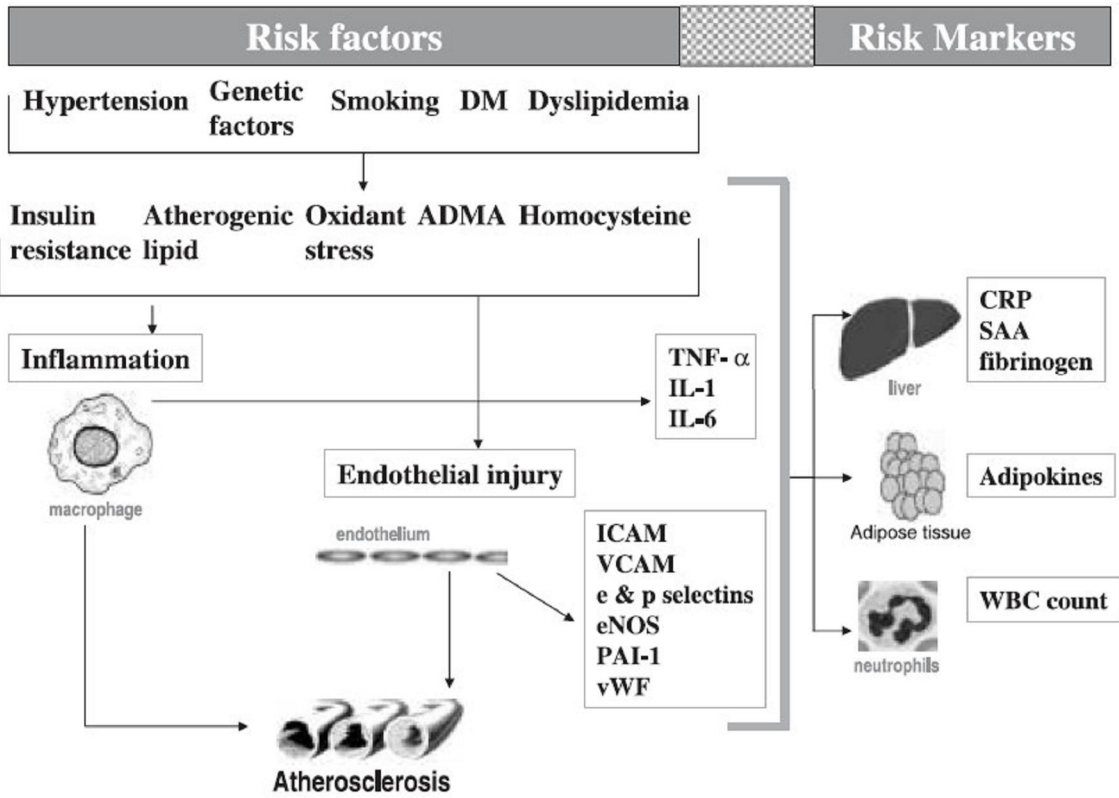 Risk factors
Risk Markers
Hypertension Genetic factors Smoking DM Dyslipidemia
Insulin resistance Atherogenic lipid Oxidant stress ADMA Homocysteine
Inflammation
macrophage
TNF- α
IL-1
IL-6
Endothelial injury
endothelium
ICAM
VCAM
e & p selectins
eNOS
PAI-1
vWF
Atherosclerosis
liver
CRP
SAA
fibrinogen
Adipose tissue
Adipokines
neutrophils
WBC count